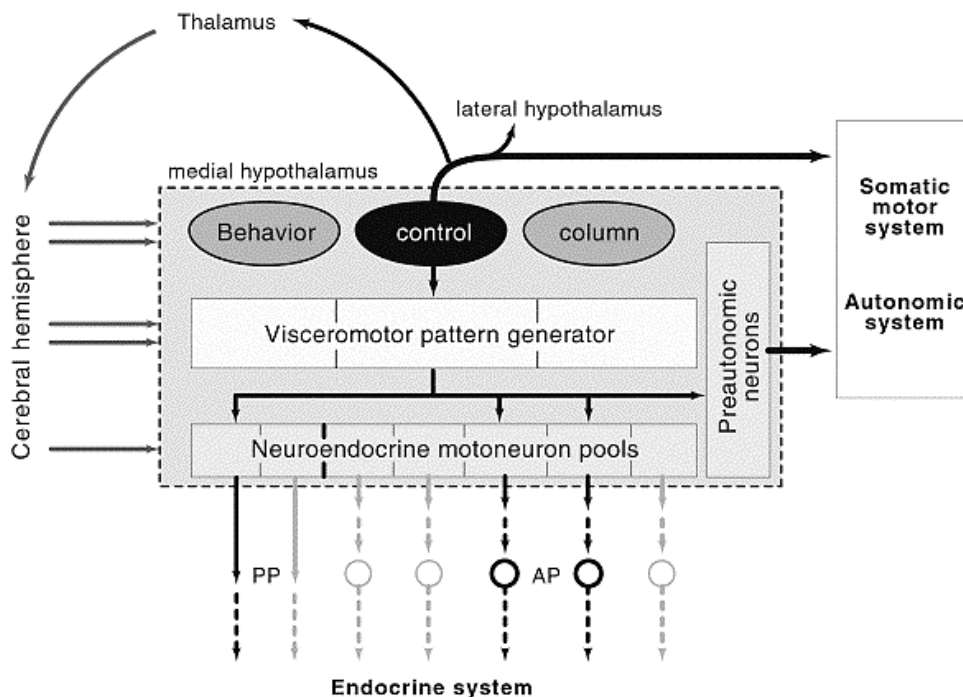 Thalamus
lateral hypothalamus
medial hypothalamus
Cerebral hemisphere
Behavior
control
column
Somatic
motor
system
Autonomic
system
Visceromotor pattern generator
Preautonomic
neurons
Neuroendocrine motoneuron pools
PP
AP
Endocrine system